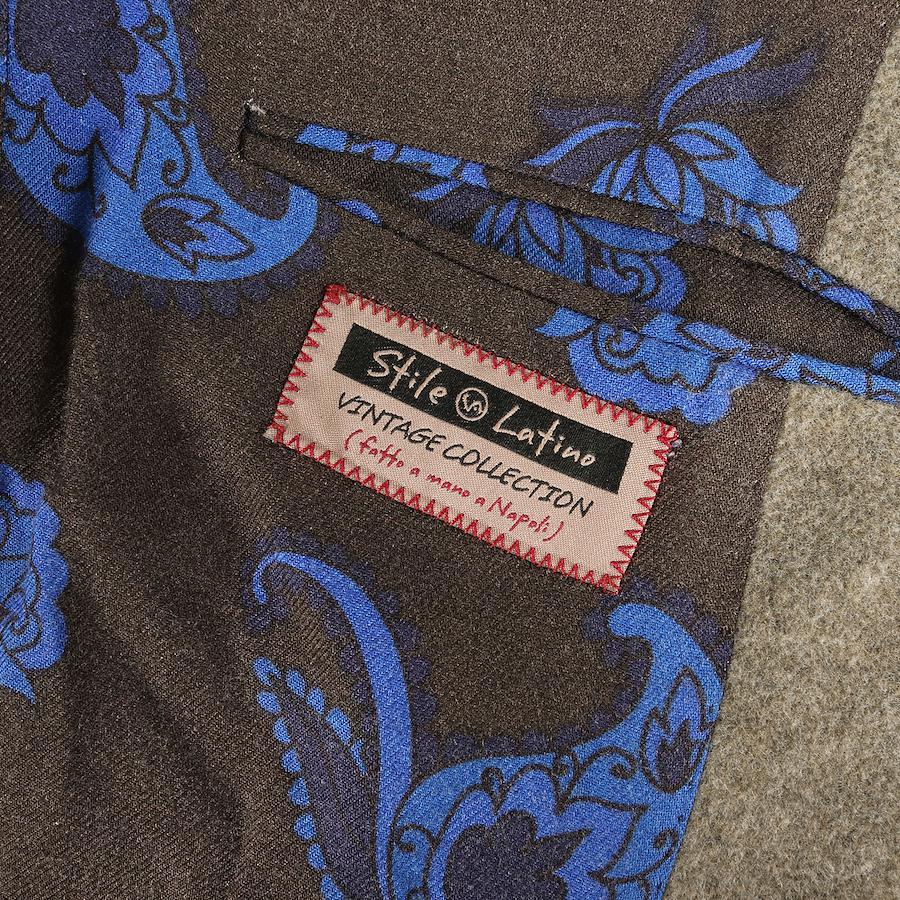 Stile Latino
VINTAGE COLLECTION
(fatto a mano a Napoli)